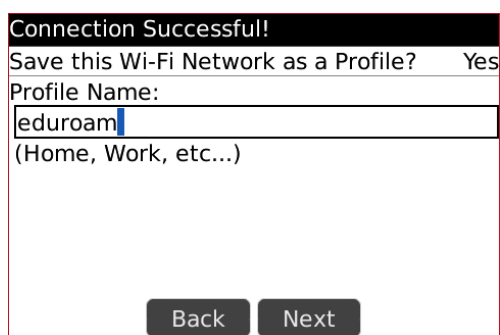 Connection Successful!
Save this Wi-Fi Network as a Profile? Yes
Profile Name:
eduroam
(Home, Work, etc...)
Back Next